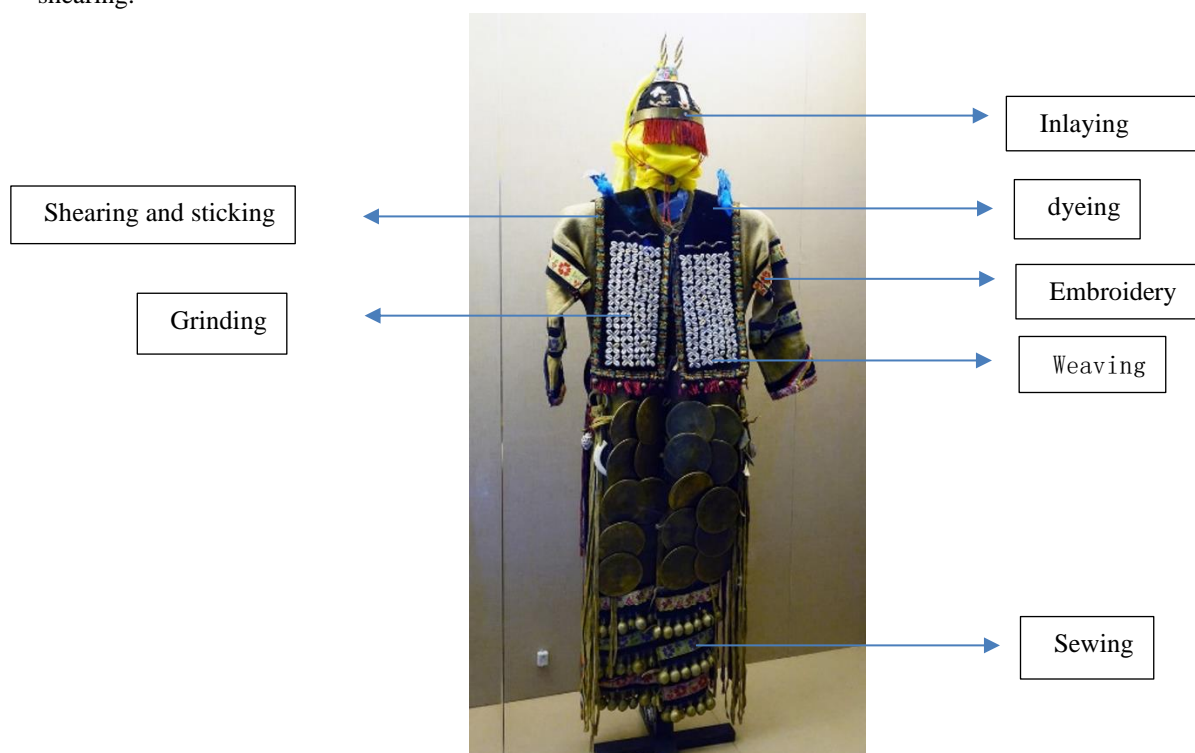 shearing.
Inlaying
Shearing and sticking
dyeing
Embroidery
Grinding
Weaving
Sewing